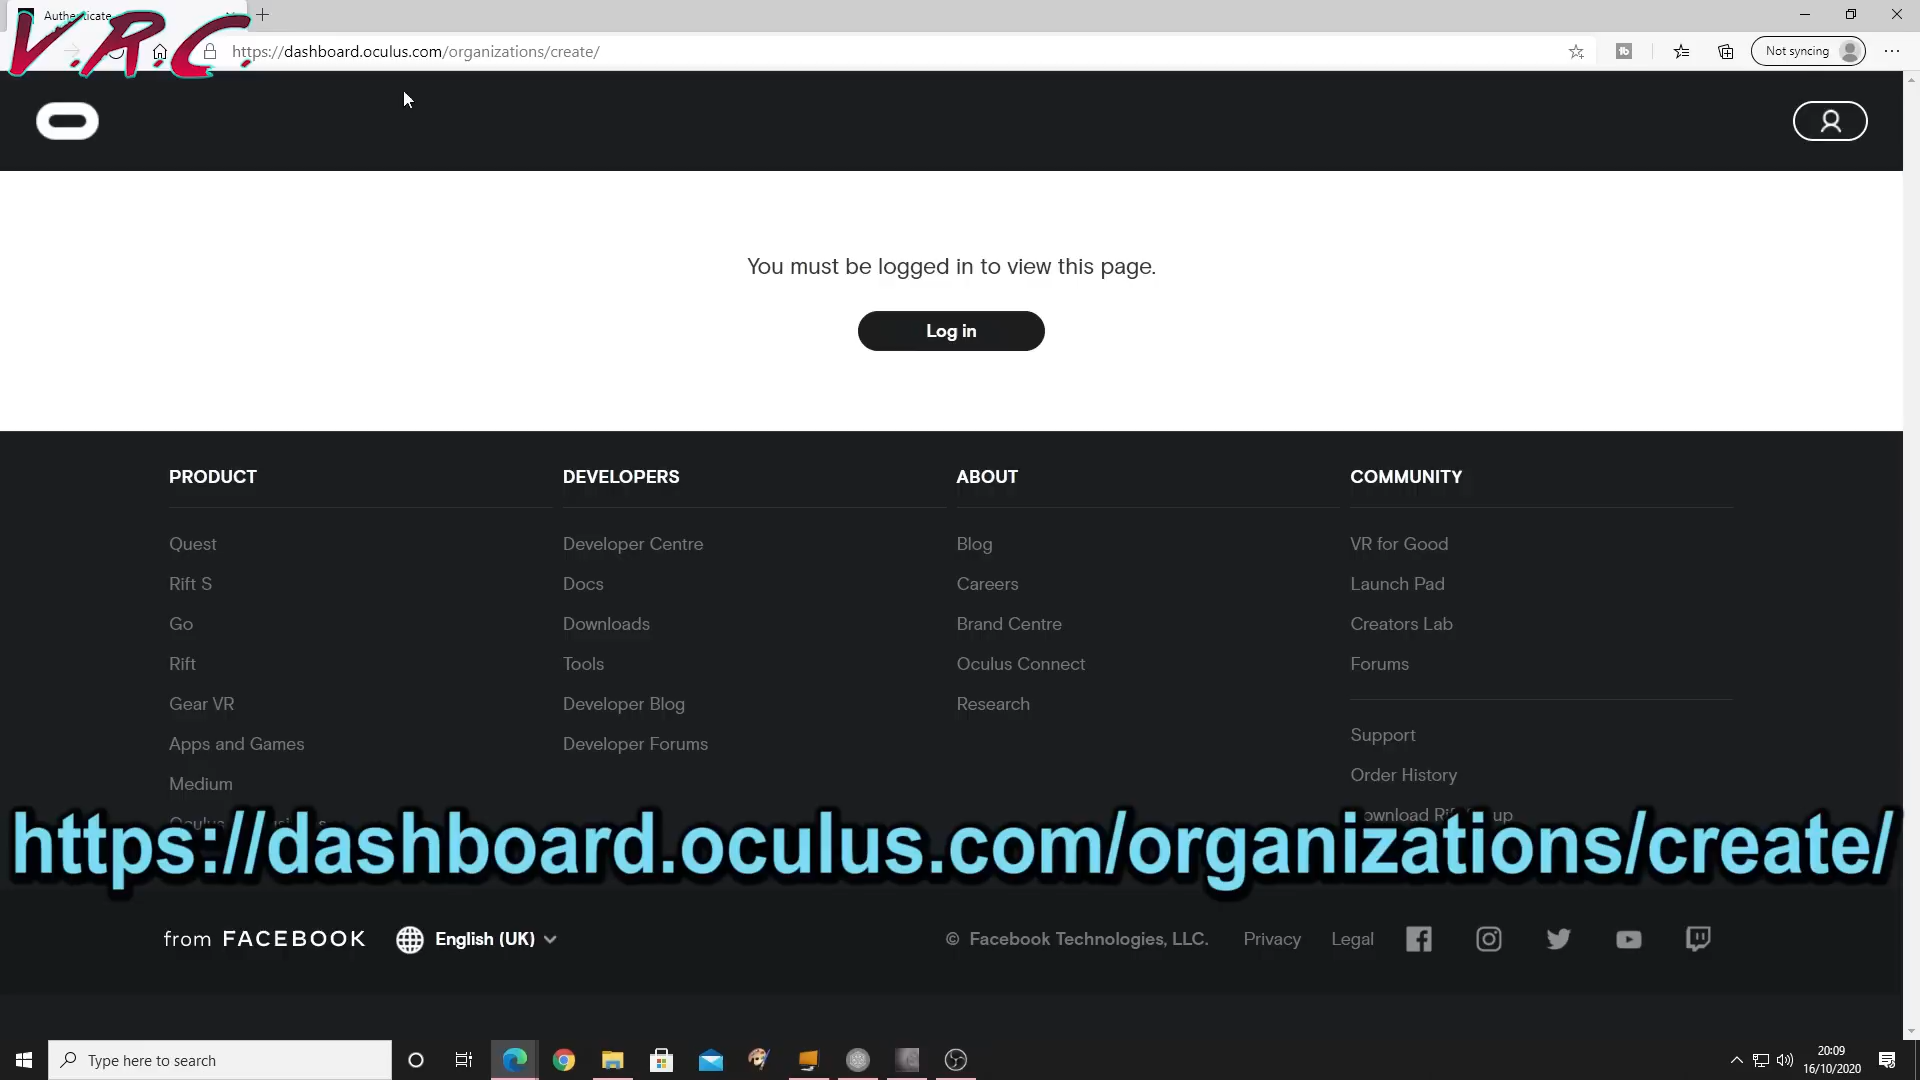 Authenticate
V.R.C.
https://dashboard.oculus.com/organizations/create/
Not syncing
You must be logged in to view this page.
Log in
PRODUCT
Quest
Rift S
Go
Rift
Gear VR
Apps and Games
Medium
Oculus
DEVELOPERS
Developer Centre
Docs
Downloads
Tools
Developer Blog
Developer Forums
ABOUT
Blog
Careers
Brand Centre
Oculus Connect
Research
COMMUNITY
VR for Good
Launch Pad
Creators Lab
Forums
Support
Order History
https://dashboard.oculus.com/organizations/create/
from FACEBOOK
English (UK)
© Facebook Technologies, LLC.
Privacy
Legal
Type here to search
20:09
16/10/2020